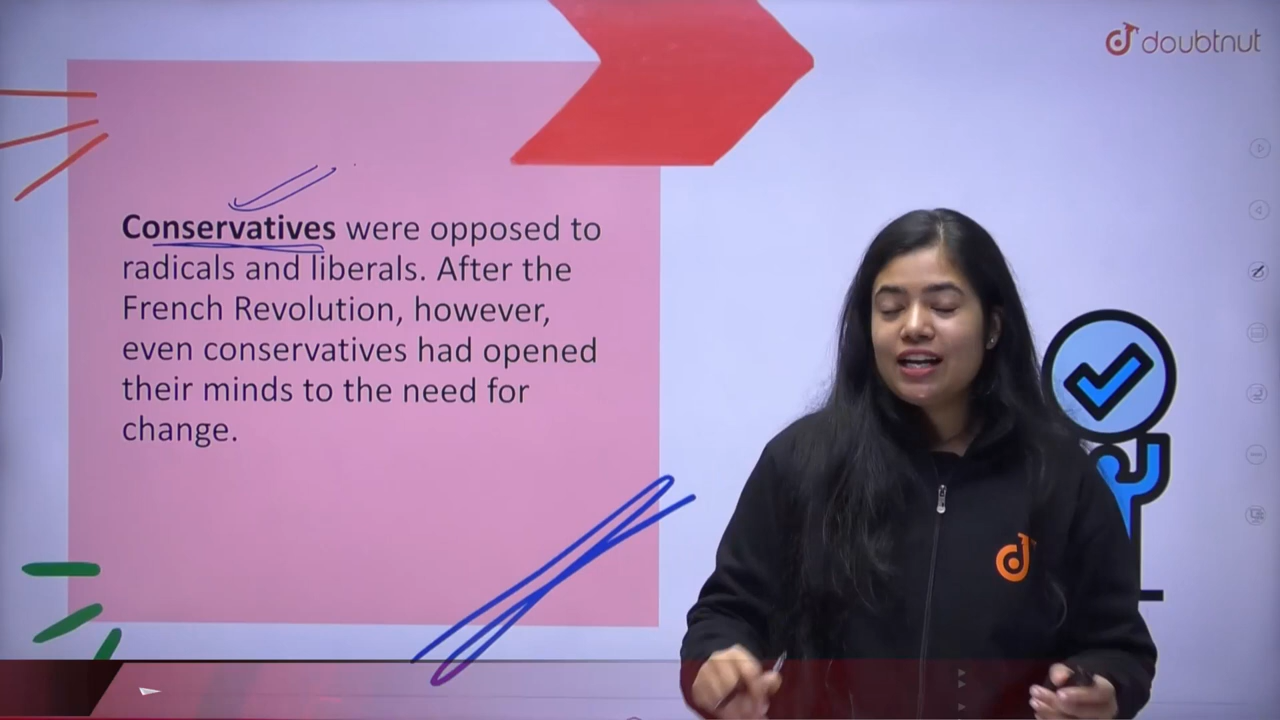 doubtnut
Conservatives were opposed to
radicals and liberals. After the
French Revolution, however,
even conservatives had opened
their minds to the need for
change.